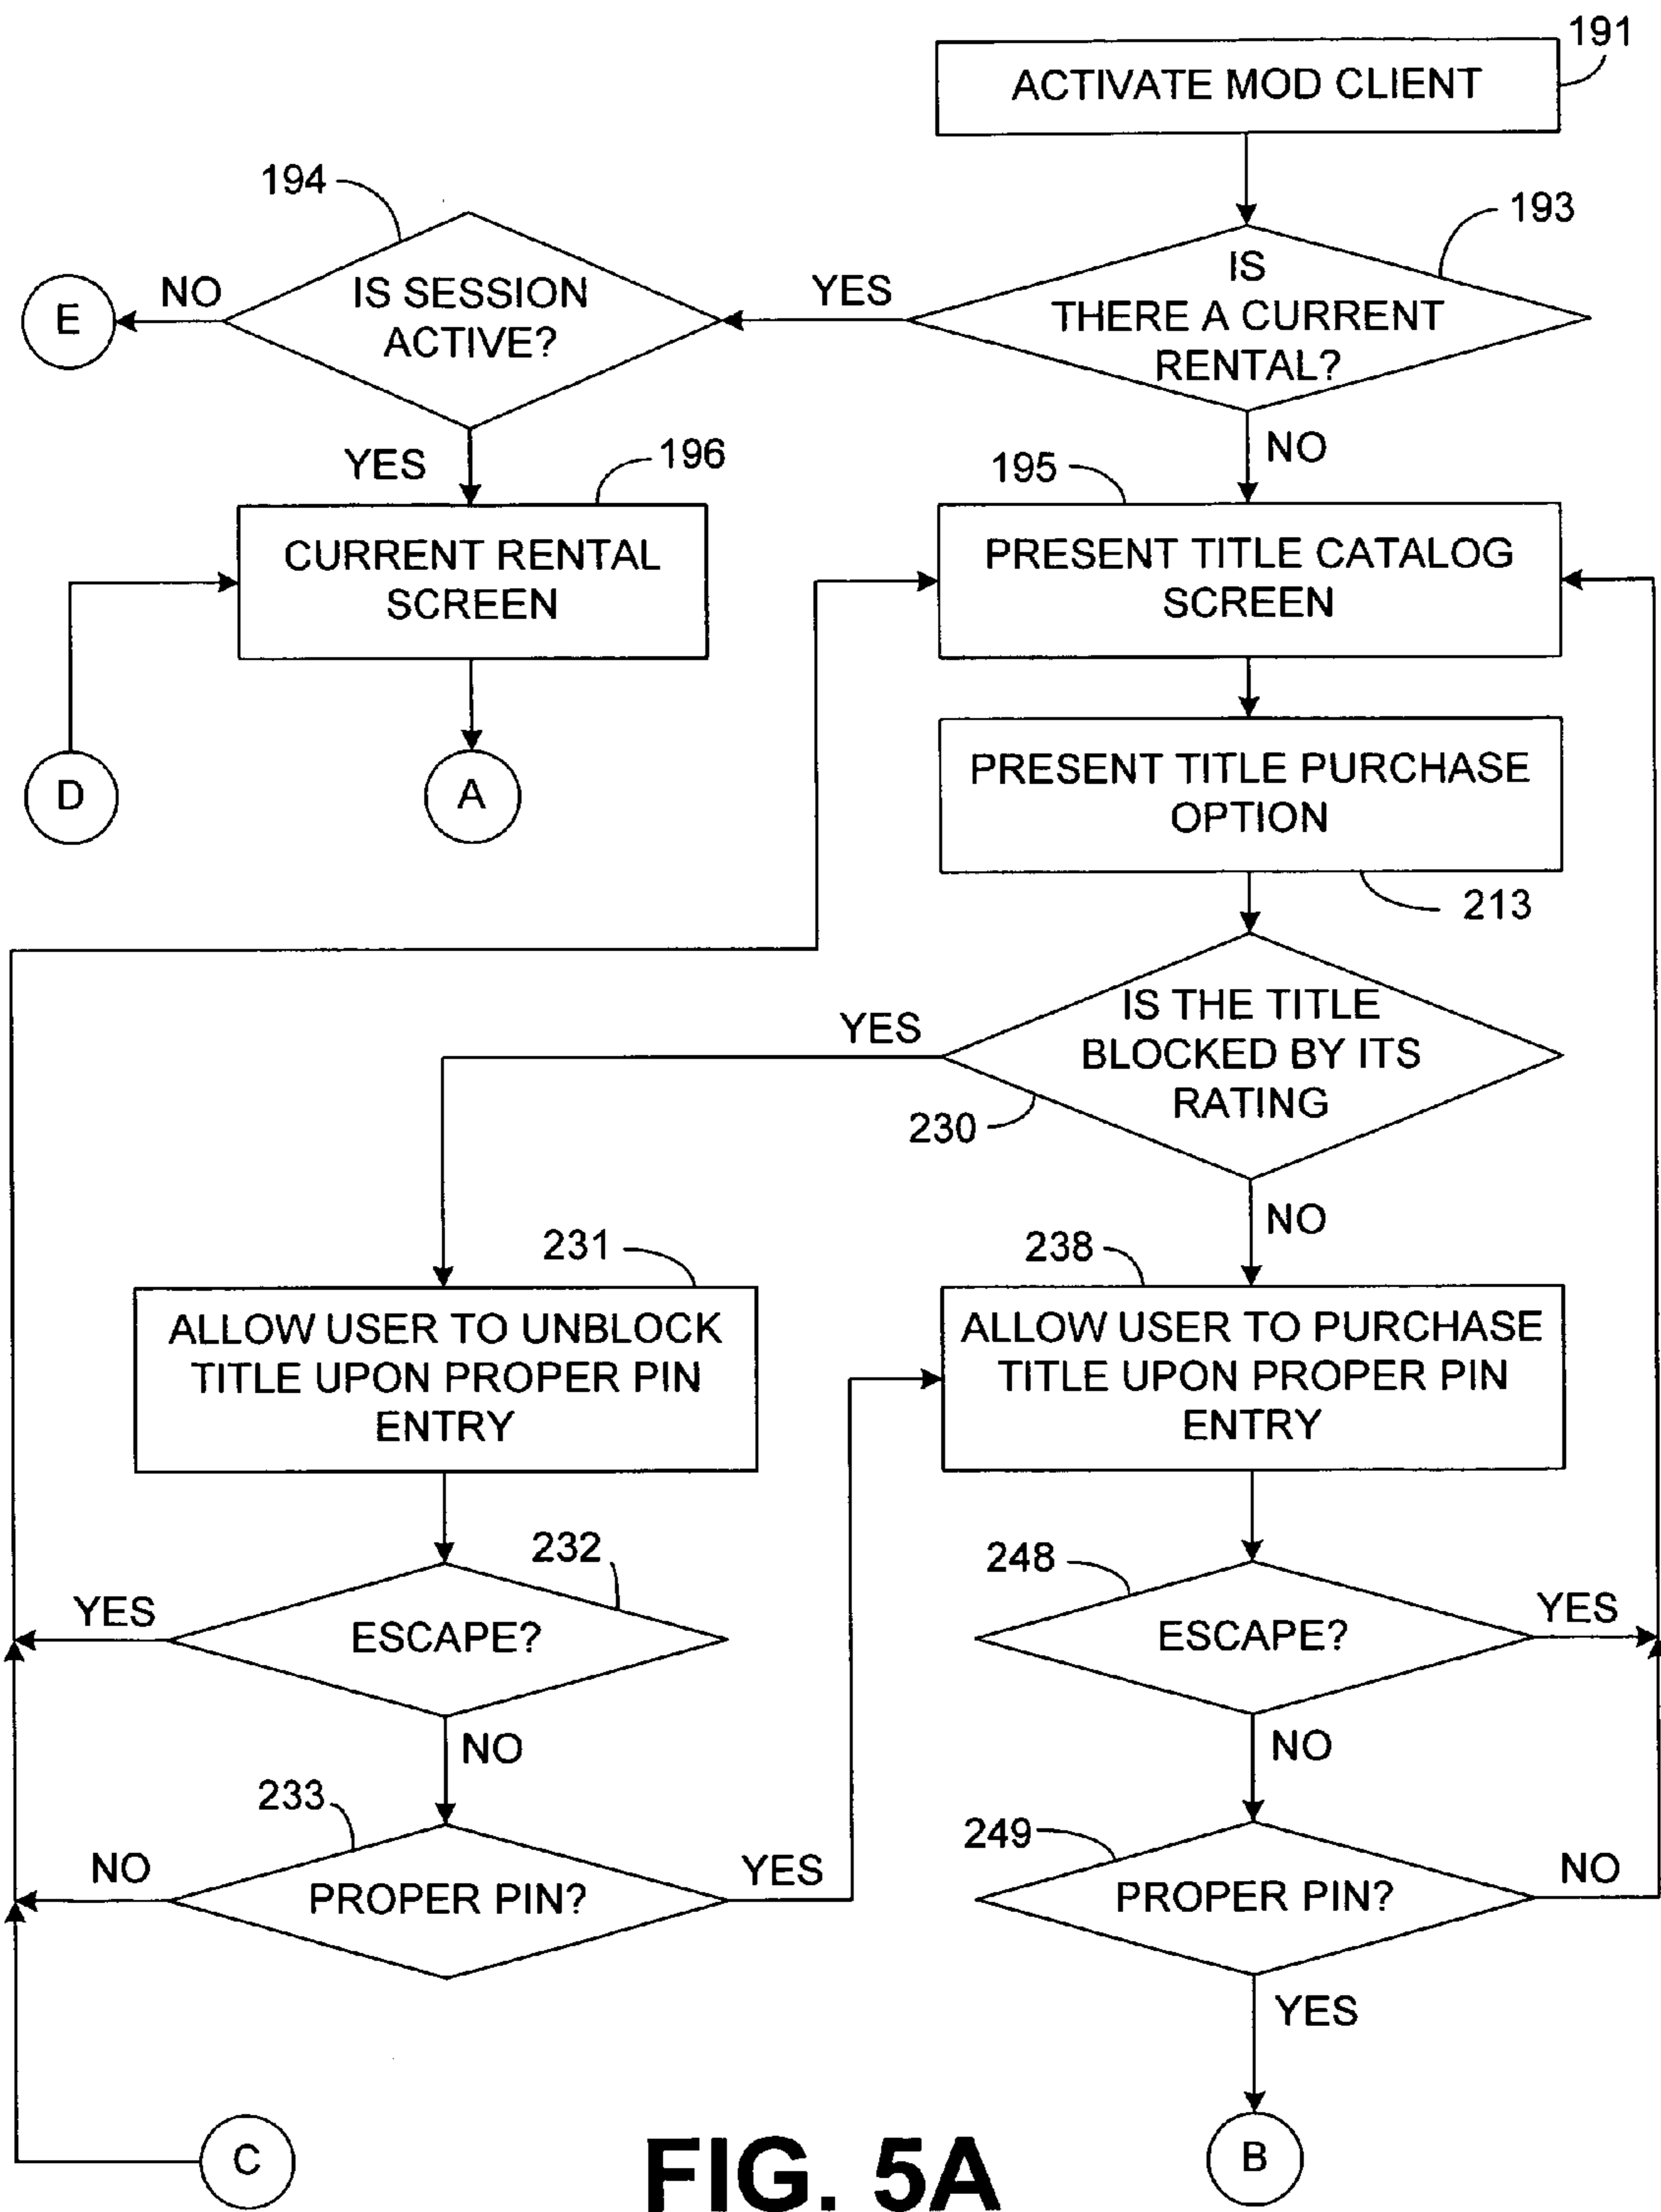 191
ACTIVATE MOD CLIENT
194
193
IS
THERE A CURRENT
RENTAL?
YES
IS SESSION
ACTIVE?
NO
E
YES
NO
196
195
CURRENT RENTAL
SCREEN
PRESENT TITLE CATALOG
SCREEN
D
A
PRESENT TITLE PURCHASE
OPTION
213
IS THE TITLE
BLOCKED BY ITS
RATING
YES
230
NO
231
238
ALLOW USER TO UNBLOCK
TITLE UPON PROPER PIN
ENTRY
ALLOW USER TO PURCHASE
TITLE UPON PROPER PIN
ENTRY
232
248
YES
ESCAPE?
ESCAPE?
YES
NO
NO
233
249
NO
PROPER PIN?
YES
PROPER PIN?
NO
YES
C
B
FIG. 5A